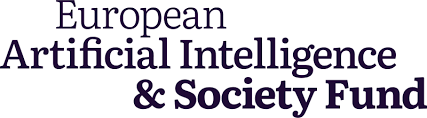 European
Artificial Intelligence
& Society Fund